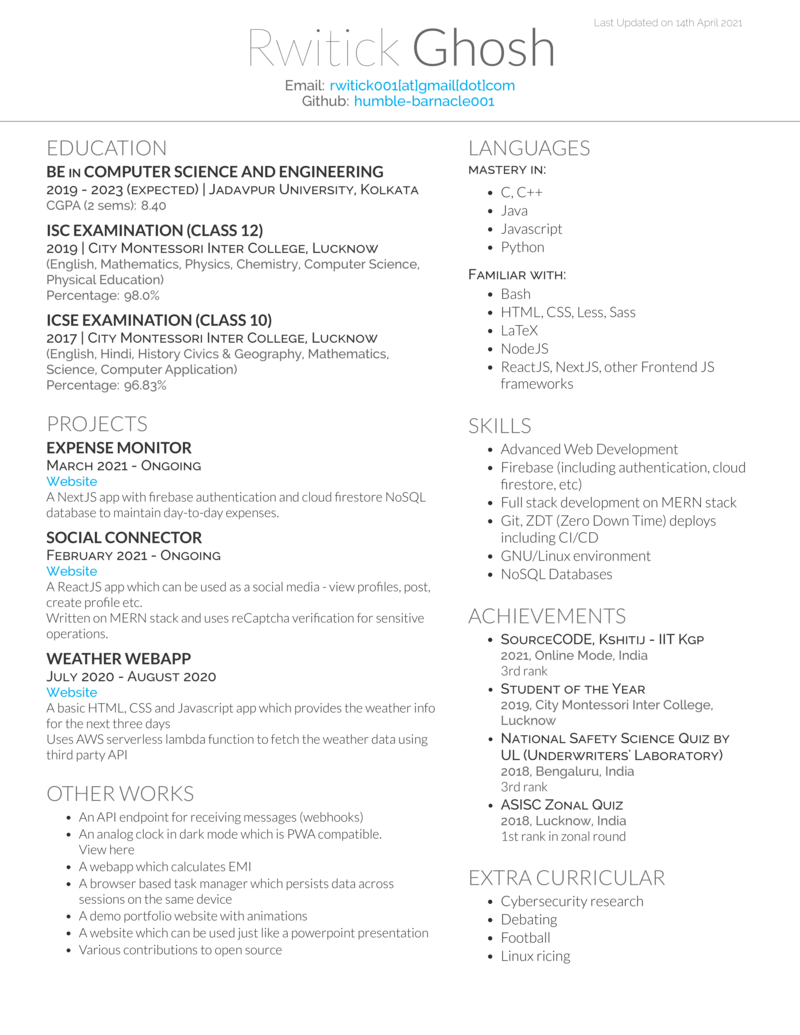 Last Updated on 14th April 2021
Rwitick Ghosh
Email: rwitick001[at]gmail[dot]com
Github: humble-barnacle001
EDUCATION
BE IN COMPUTER SCIENCE AND ENGINEERING
2019 - 2023 (EXPECTED) | JADAVPUR UNIVERSITY, KOLKATA
CGPA (2 sems): 8.40
ISC EXAMINATION (CLASS 12)
2019 | CITY MONTESSORI INTER COLLEGE, LUCKNOW
(English, Mathematics, Physics, Chemistry, Computer Science,
Physical Education)
Percentage: 98.0%
ICSE EXAMINATION (CLASS 10)
2017 | CITY MONTESSORI INTER COLLEGE, LUCKNOW
(English, Hindi, History Civics & Geography, Mathematics,
Science, Computer Application)
Percentage: 96.83%
PROJECTS
EXPENSE MONITOR
MARCH 2021 - ONGOING
Website
A NextJS app with firebase authentication and cloud firestore NoSQL
database to maintain day-to-day expenses.
SOCIAL CONNECTOR
FEBRUARY 2021 - ONGOING
Website
A ReactJS app which can be used as a social media - view profiles, post,
create profile etc.
Written on MERN stack and uses reCaptcha verification for sensitive
operations.
WEATHER WEBAPP
JULY 2020 - AUGUST 2020
Website
A basic HTML, CSS and Javascript app which provides the weather info
for the next three days
Uses AWS serverless lambda function to fetch the weather data using
third party API
OTHER WORKS
• An API endpoint for receiving messages (webhooks)
• An analog clock in dark mode which is PWA compatible.
View here
• A webapp which calculates EMI
• A browser based task manager which persists data across
sessions on the same device
• A demo portfolio website with animations
• A website which can be used just like a powerpoint presentation
• Various contributions to open source
LANGUAGES
MASTERY IN:
• C, C++
• Java
• Javascript
• Python
FAMILIAR WITH:
• Bash
• HTML, CSS, Less, Sass
• LaTeX
• NodeJS
• ReactJS, NextJS, other Frontend JS
frameworks
SKILLS
• Advanced Web Development
• Firebase (including authentication, cloud
firestore, etc)
• Full stack development on MERN stack
• Git, ZDT (Zero Down Time) deploys
including CI/CD
• GNU/Linux environment
• NoSQL Databases
ACHIEVEMENTS
• SOURCECODE, KSHITIJ - IIT KGP
2021, Online Mode, India
3rd rank
• STUDENT OF THE YEAR
2019, City Montessori Inter College,
Lucknow
• NATIONAL SAFETY SCIENCE QUIZ BY
UL (UNDERWRITERS' LABORATORY)
2018, Bengaluru, India
3rd rank
• ASISC ZONAL QUIZ
2018, Lucknow, India
1st rank in zonal round
EXTRA CURRICULAR
• Cybersecurity research
• Debating
• Football
• Linux ricing